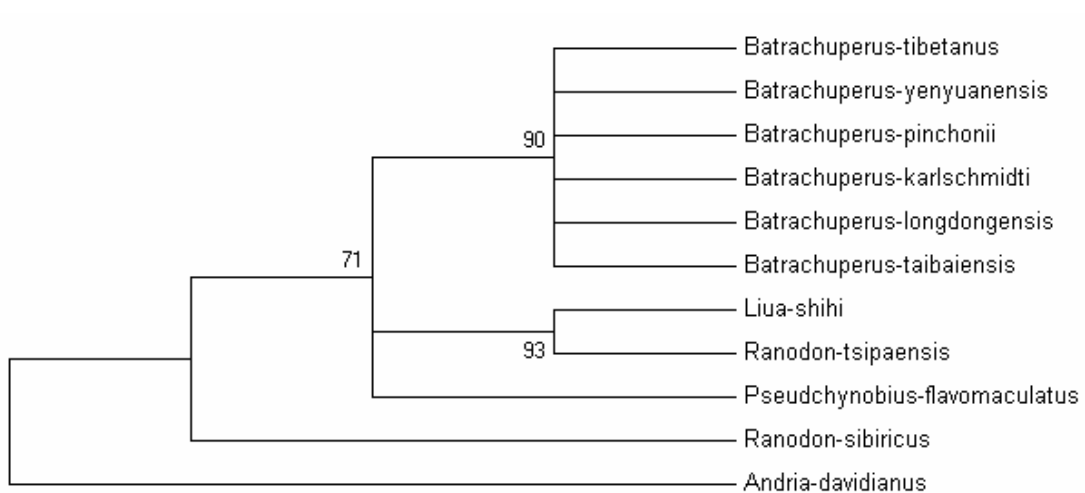 Batrachuperus-tibetanus
Batrachuperus-yenyuanensis
90
Batrachuperus-pinchonii
Batrachuperus-karlschmidti
Batrachuperus-longdongensis
71
Batrachuperus-taibaiensis
Liua-shihi
93
Ranodon-tsipaensis
Pseudchynobius-flavomaculatus
Ranodon-sibiricus
Andria-davidianus